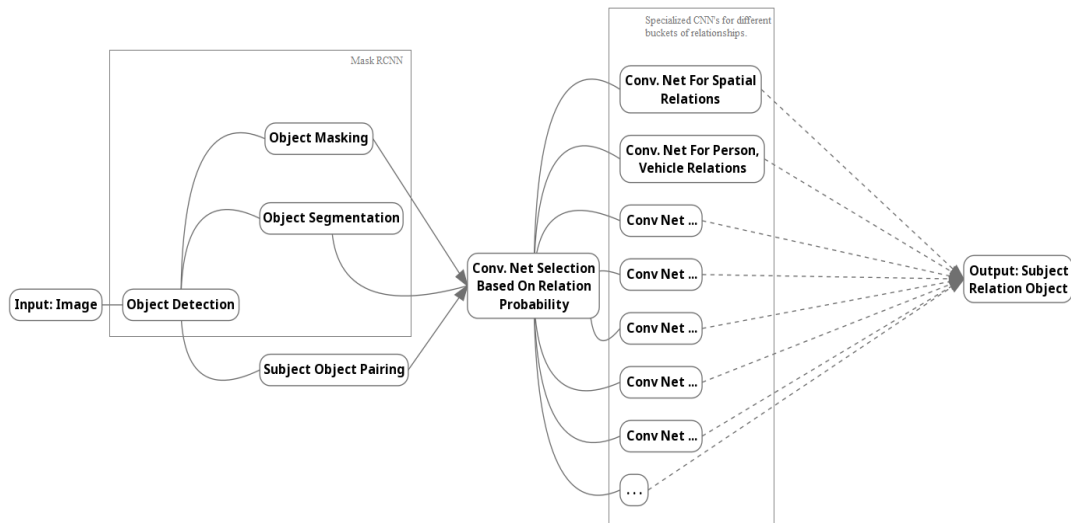 Specialized CNN's for different
buckets of relationships.
Mask RCNN
Conv. Net For Spatial
Relations
Object Masking
Conv. Net For Person,
Vehicle Relations
Object Segmentation
Conv Net ...
Conv. Net Selection
Based On Relation
Probability
Conv Net ...
Output: Subject
Relation Object
Input: Image
Object Detection
Conv Net ...
Subject Object Pairing
Conv Net ...
Conv Net ...
...